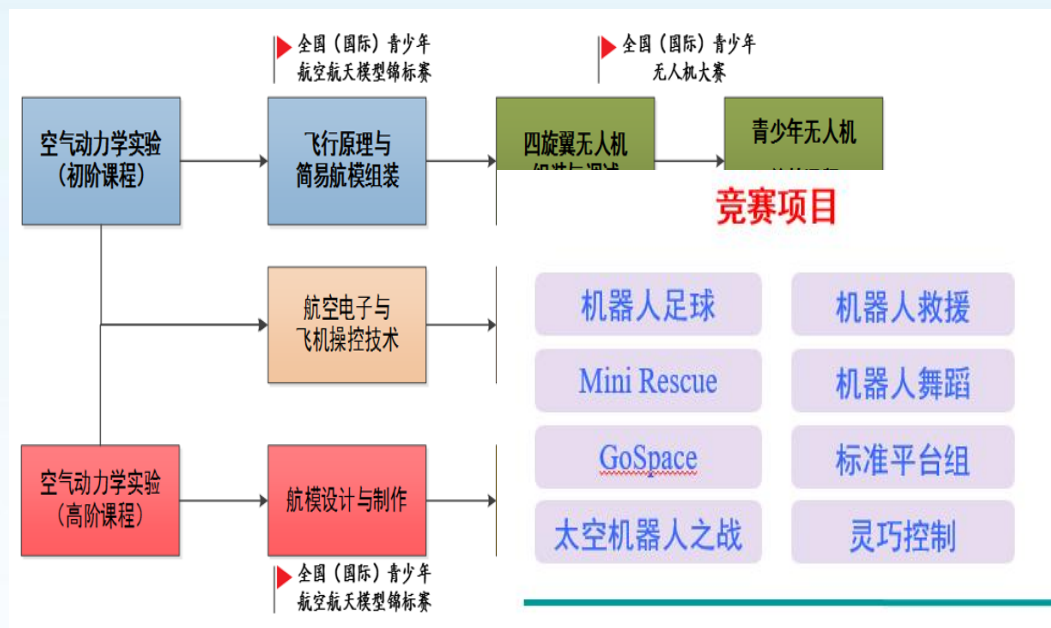 全国（国际）青少年
航空航天模型锦标赛
全国（国际）青少年
无人机大赛
空气动力学实验
（初阶课程）
飞行原理与
简易航模组装
四旋翼无人机
组装与调试
青少年无人机
竞赛项目
航空电子与
飞机操控技术
机器人足球
机器人救援
Mini Rescue
机器人舞蹈
GoSpace
标准平台组
太空机器人之战
灵巧控制
空气动力学实验
（高阶课程）
航模设计与制作
全国（国际）青少年
航空航天模型锦标赛